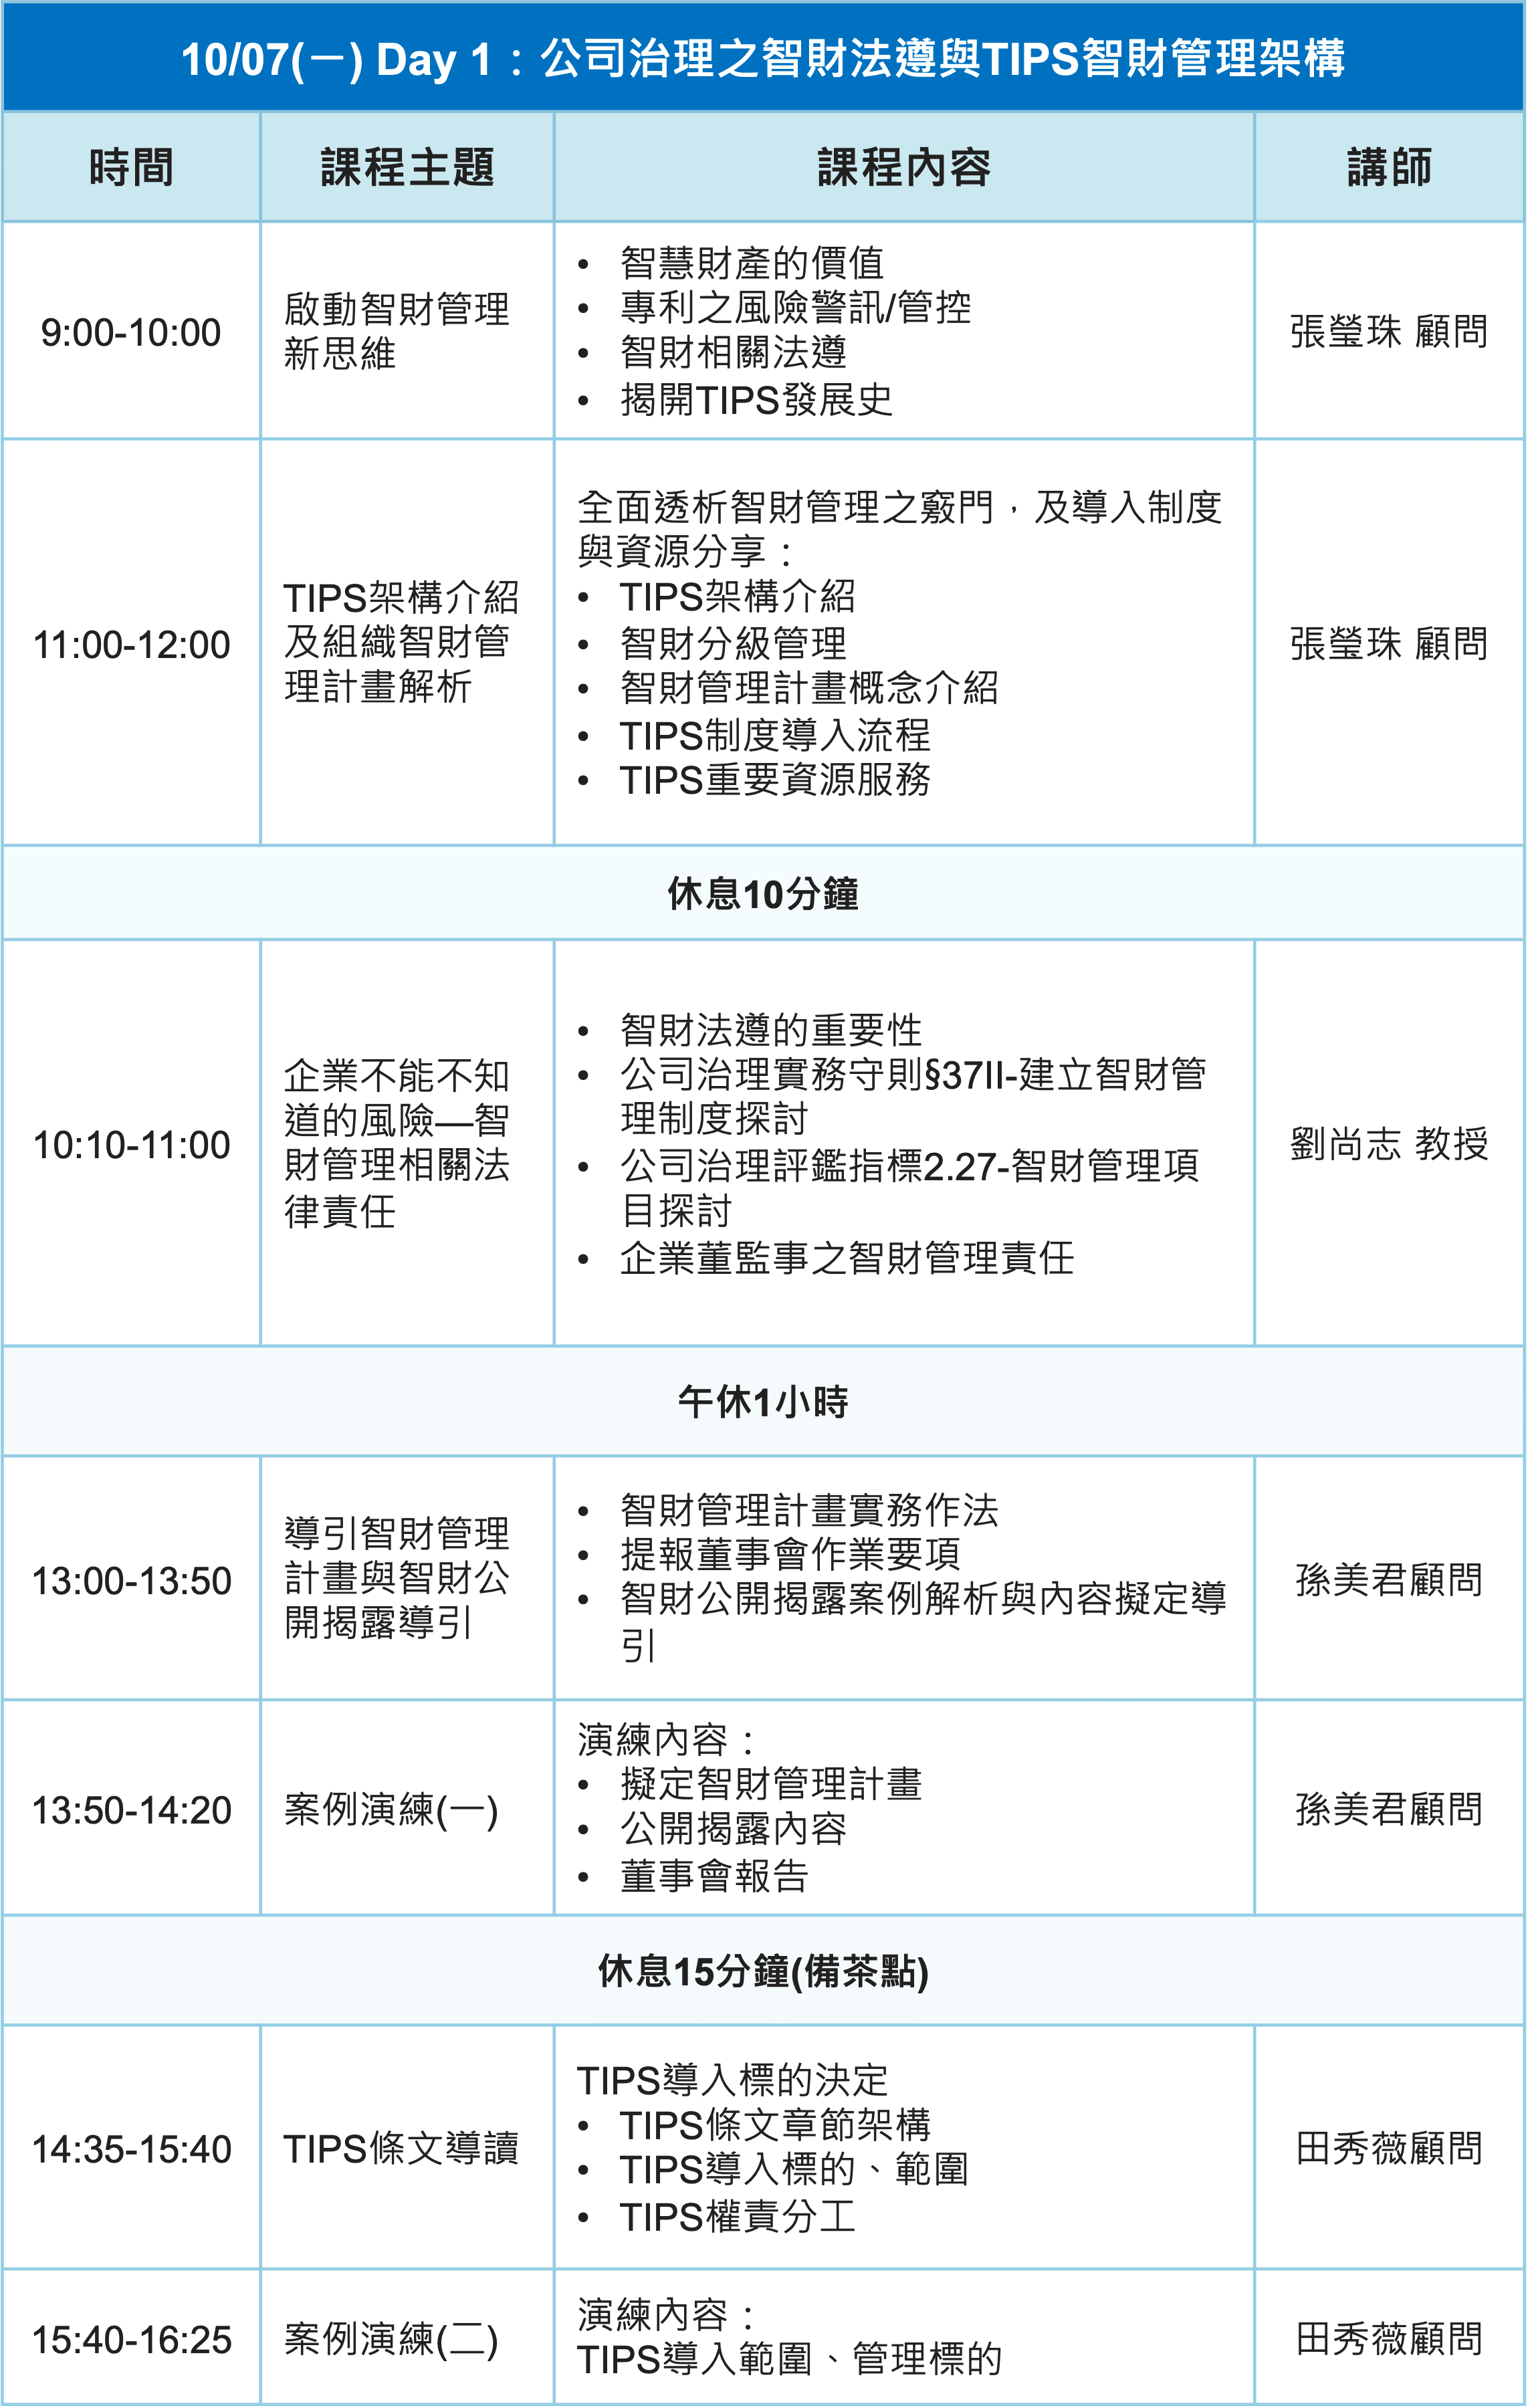 10/07(一) Day 1：公司治理之智財法遵與TIPS智財管理架構
時間
課程主題
課程內容
講師
9:00-10:00
啟動智財管理
新思維
• 智慧財產的價值
• 專利之風險警訊/管控
• 智財相關法遵
• 揭開TIPS發展史
張瑩珠 顧問
11:00-12:00
TIPS架構介紹
及組織智財管
理計畫解析
全面透析智財管理之竅門，及導入制度
與資源分享：
• TIPS架構介紹
• 智財分級管理
• 智財管理計畫概念介紹
• TIPS制度導入流程
• TIPS重要資源服務
張瑩珠 顧問
休息10分鐘
10:10-11:00
企業不能不知
道的風險—智
財管理相關法
律責任
• 智財法遵的重要性
• 公司治理實務守則§37II-建立智財管
理制度探討
• 公司治理評鑑指標2.27-智財管理項
目探討
• 企業董監事之智財管理責任
劉尚志 教授
午休1小時
13:00-13:50
導引智財管理
計畫與智財公
開揭露導引
• 智財管理計畫實務作法
• 提報董事會作業要項
• 智財公開揭露案例解析與內容擬定導
引
孫美君顧問
13:50-14:20
案例演練(一)
演練內容：
• 擬定智財管理計畫
• 公開揭露內容
• 董事會報告
孫美君顧問
休息15分鐘(備茶點)
14:35-15:40
TIPS條文導讀
TIPS導入標的決定
• TIPS條文章節架構
• TIPS導入標的、範圍
• TIPS權責分工
田秀薇顧問
15:40-16:25
案例演練(二)
演練內容：
TIPS導入範圍、管理標的
田秀薇顧問